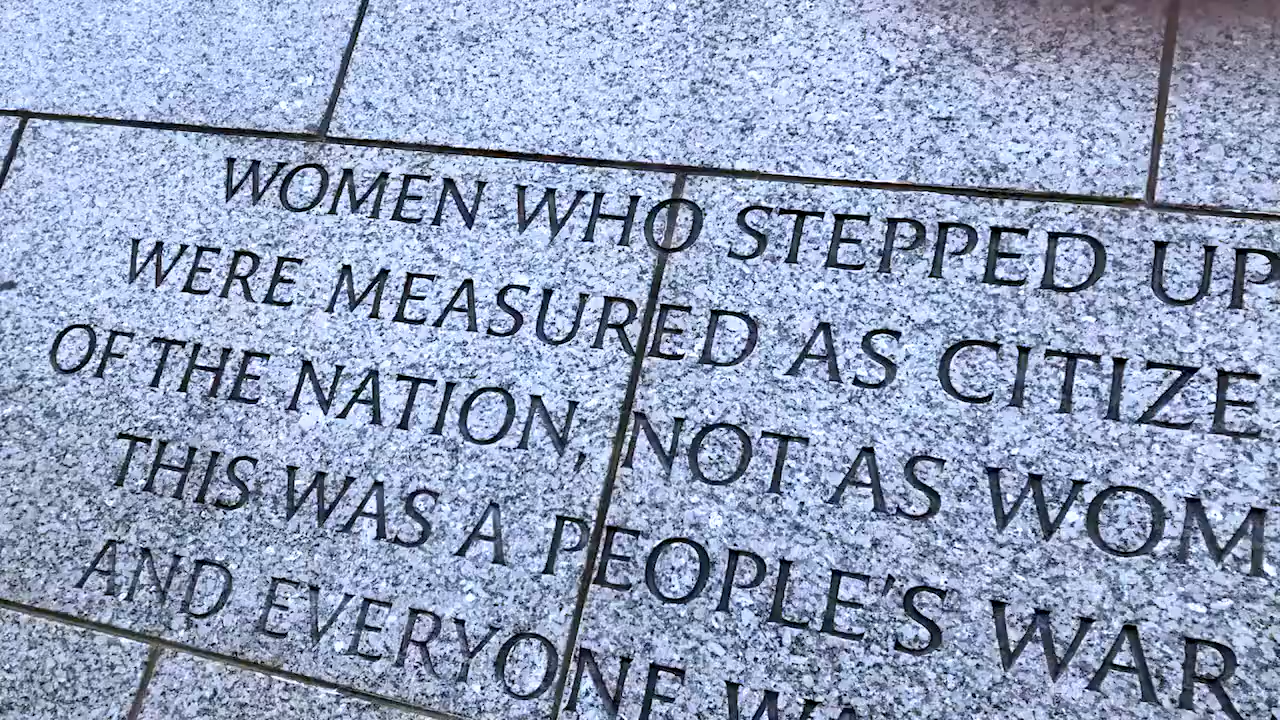 WOMEN WHO STEPPED UP
WERE MEASURED AS CITIZE
OF THE NATION, NOT AS WOM
THIS WAS A PEOPLE'S WAR
AND EVERYONE WA